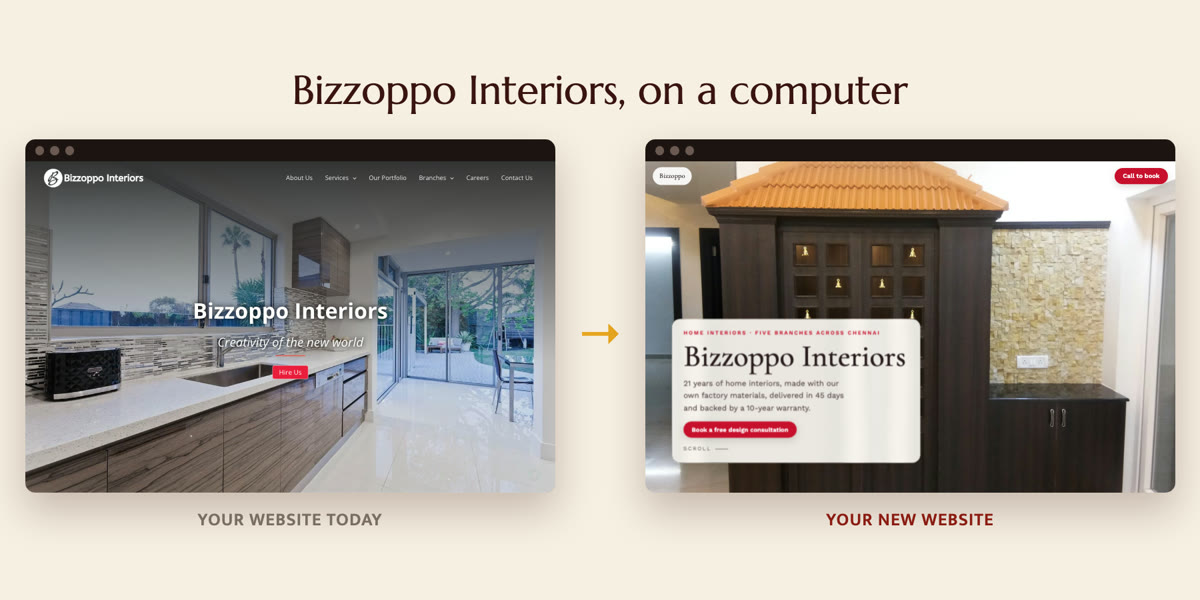 Bizzoppo Interiors, on a computer
Bizzoppo Interiors
About Us Services Our Portfolio Branches Careers Contact Us
Bizzoppo Interiors
Creativity of the new world
Hire Us
YOUR WEBSITE TODAY
Bizzoppo
Call to book
HOME INTERIORS · FIVE BRANCHES ACROSS CHENNAI
Bizzoppo Interiors
21 years of home interiors, made with our
own factory materials, delivered in 45 days
and backed by a 10-year warranty.
Book a free design consultation
SCROLL
YOUR NEW WEBSITE